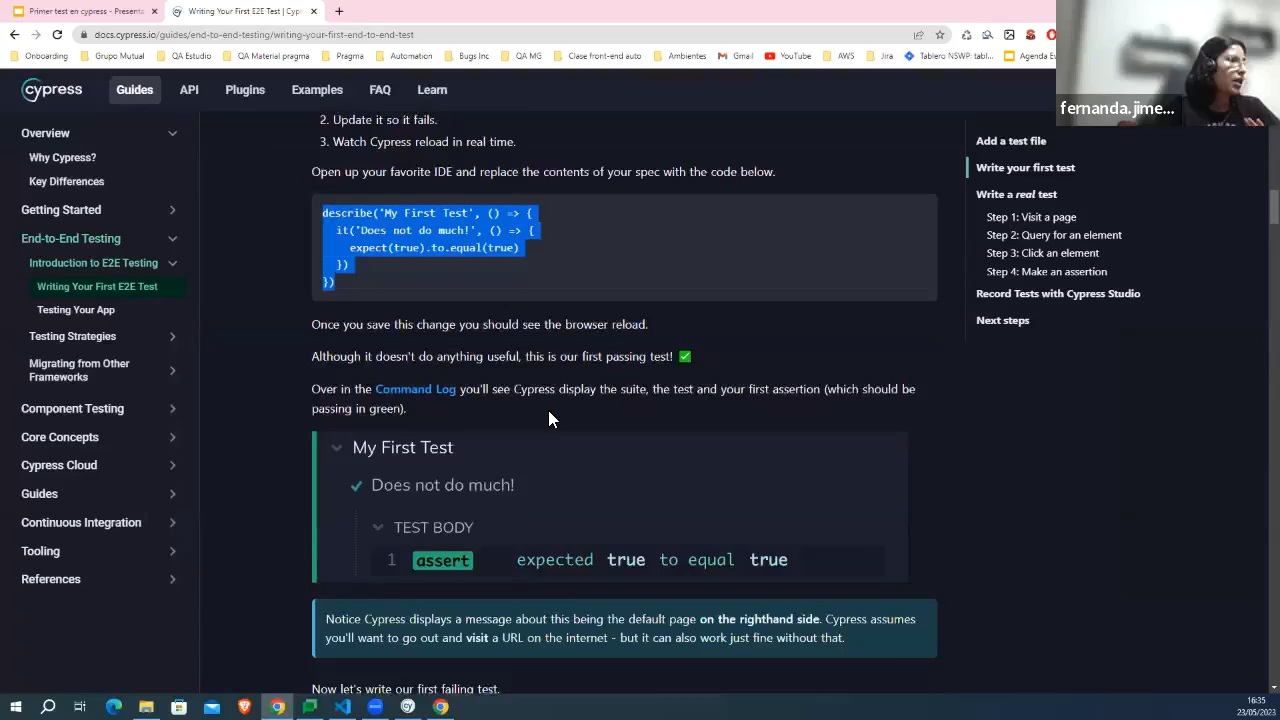 Primer test en cypress - Presenta
Writing Your First E2E Test | Cyp
docs.cypress.io/guides/end-to-end-testing/writing-your-first-end-to-end-test
Onboarding
Grupo Mutual
QA Estudio
QA Material pragma
Pragma
Automation
Bugs Inc
QA MG
Clase front-end auto
Ambientes
Gmail
YouTube
AWS
Jira
Tablero NSWP: tabl...
Agenda Ev
fernanda.jime...
cypress
Guides
API
Plugins
Examples
FAQ
Learn
Overview
Why Cypress?
Key Differences
Getting Started
End-to-End Testing
Introduction to E2E Testing
Writing Your First E2E Test
Testing Your App
Testing Strategies
Migrating from Other
Frameworks
Component Testing
Core Concepts
Cypress Cloud
Guides
Continuous Integration
Tooling
References
2. Update it so it fails.
3. Watch Cypress reload in real time.
Open up your favorite IDE and replace the contents of your spec with the code below.
describe('My First Test', () => {
it('Does not do much!', () => {
expect(true).to.equal(true)
})
})
Once you save this change you should see the browser reload.
Although it doesn't do anything useful, this is our first passing test! ✅
Over in the Command Log you'll see Cypress display the suite, the test and your first assertion (which should be
passing in green).
My First Test
Does not do much!
TEST BODY
1 assert expected true to equal true
Notice Cypress displays a message about this being the default page on the righthand side. Cypress assumes
you'll want to go out and visit a URL on the internet - but it can also work just fine without that.
Now let's write our first failing test.
Add a test file
Write your first test
Write a real test
Step 1: Visit a page
Step 2: Query for an element
Step 3: Click an element
Step 4: Make an assertion
Record Tests with Cypress Studio
Next steps
16:35
23/05/2023